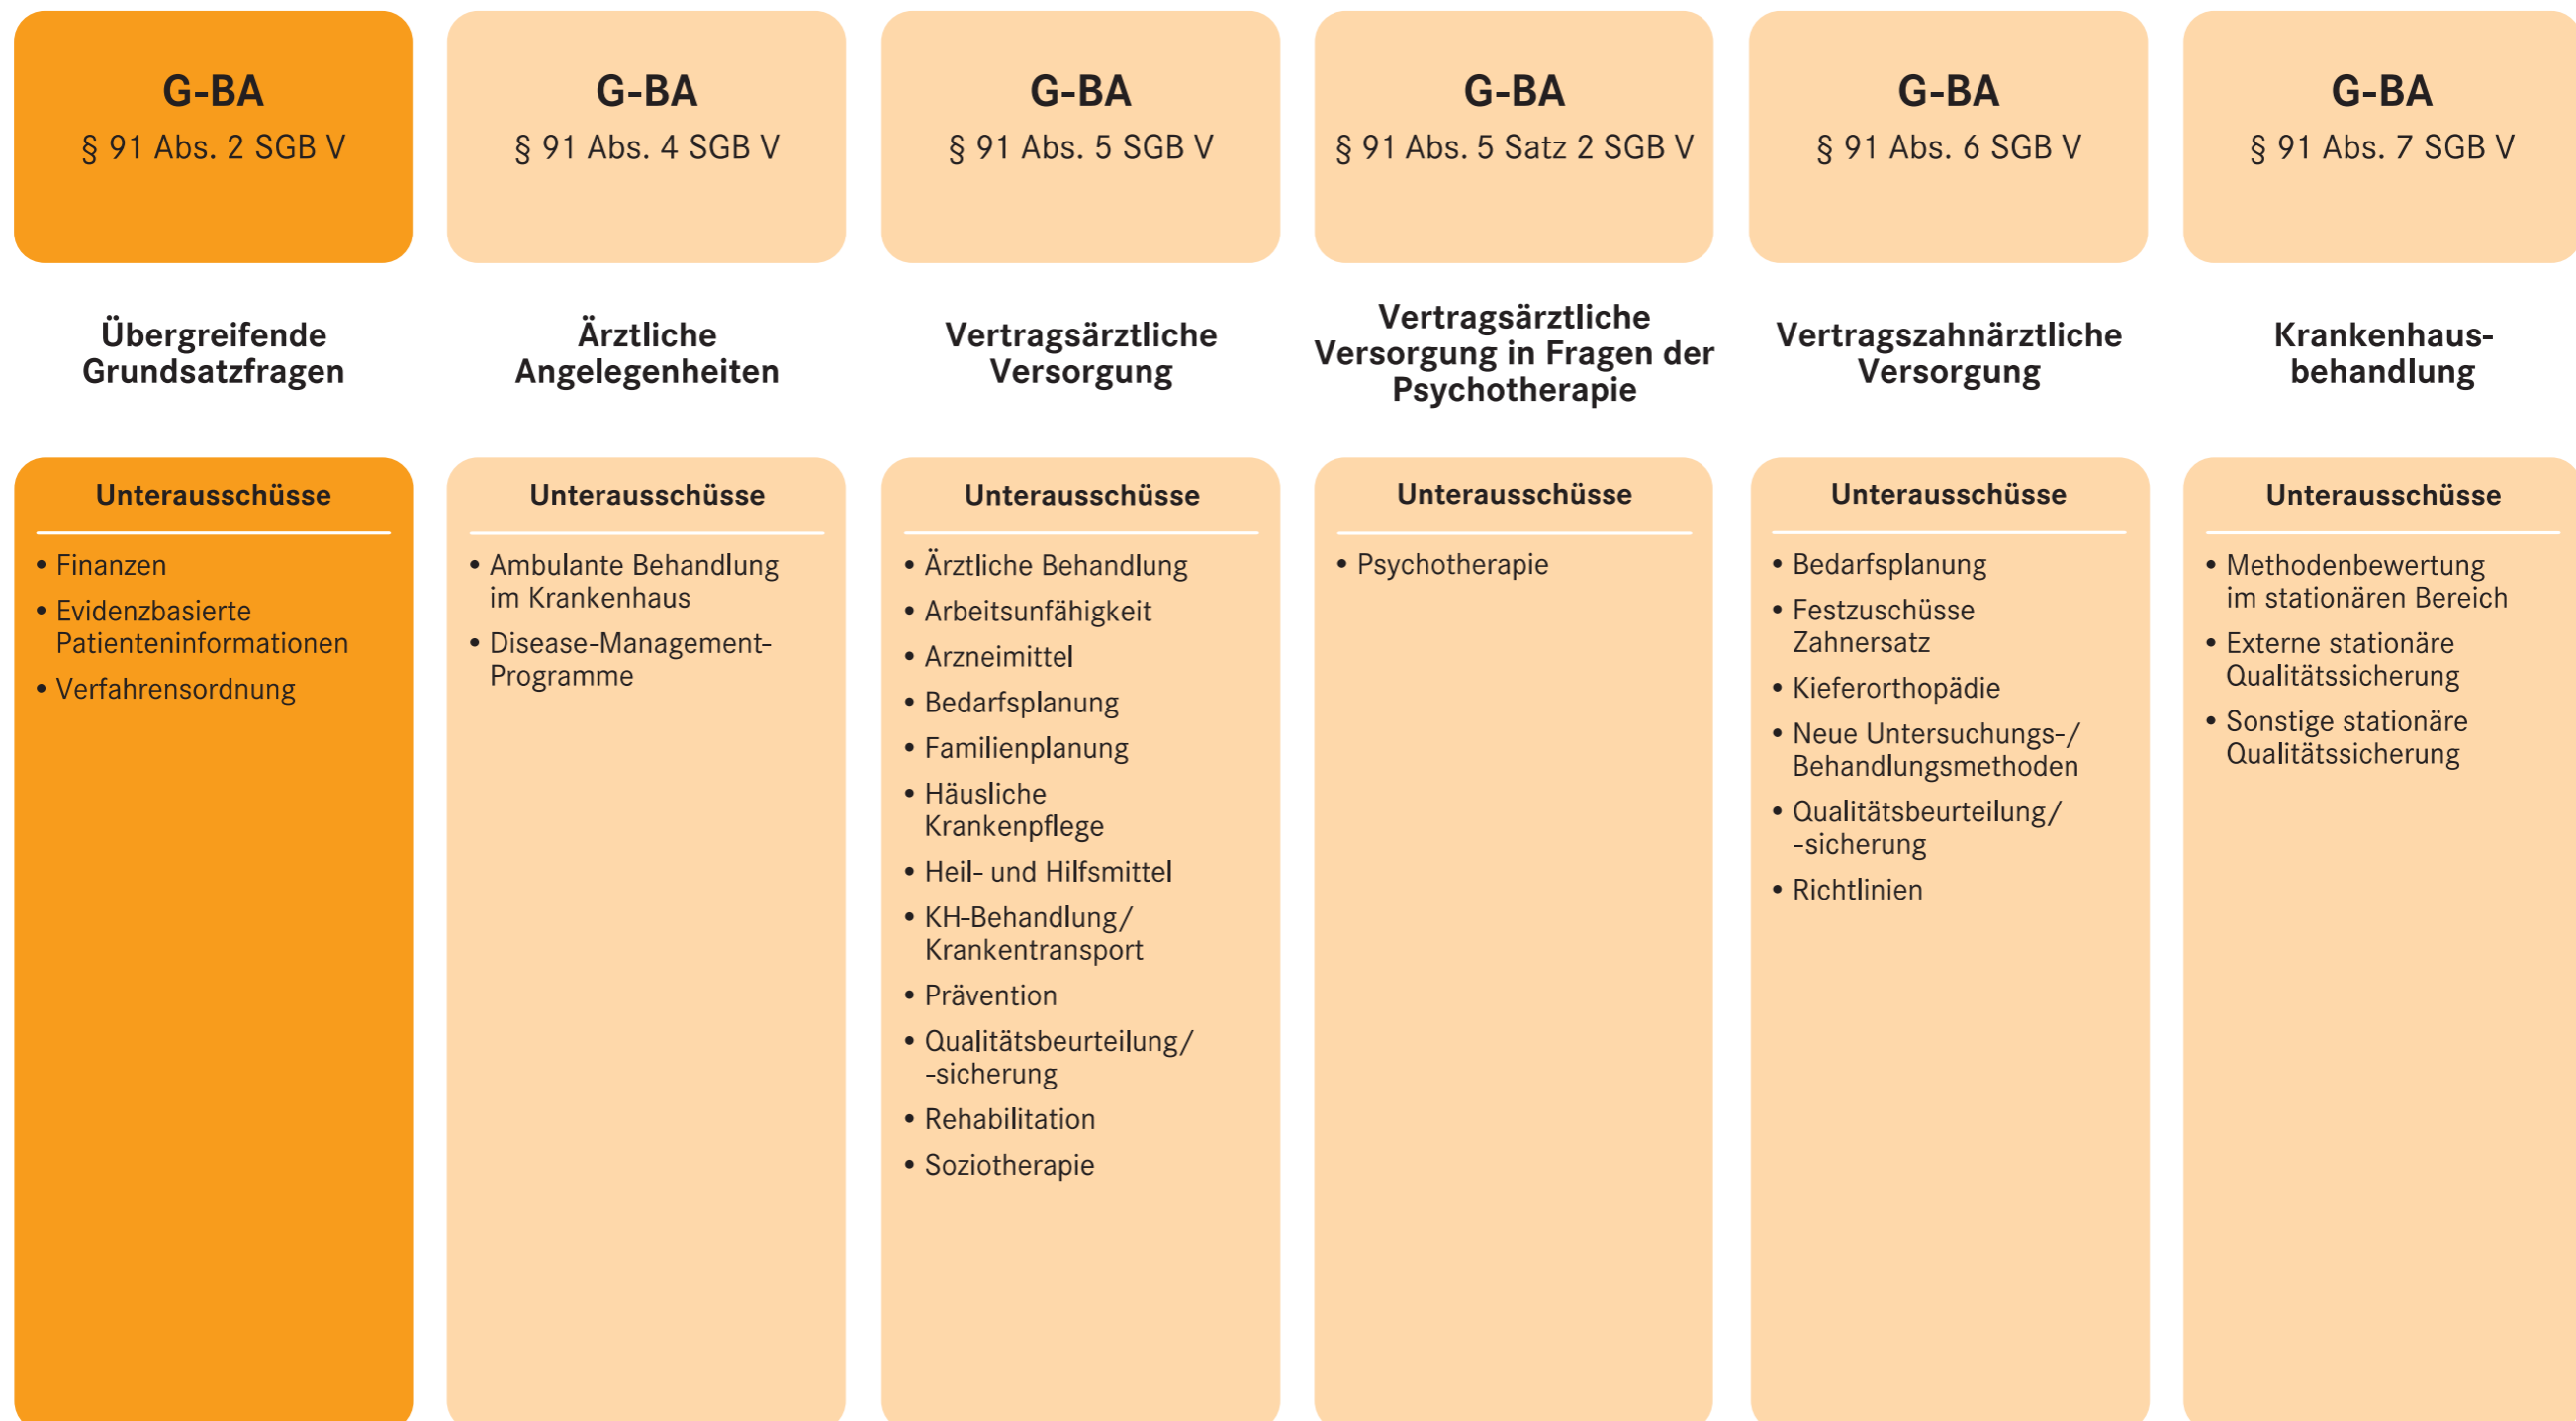 G-BA
§ 91 Abs. 2 SGB V
Übergreifende
Grundsatzfragen
Unterausschüsse
• Finanzen
• Evidenzbasierte
Patienteninformationen
• Verfahrensordnung
G-BA
§ 91 Abs. 4 SGB V
Ärztliche
Angelegenheiten
Unterausschüsse
• Ambulante Behandlung
im Krankenhaus
• Disease-Management-
Programme
G-BA
§ 91 Abs. 5 SGB V
Vertragsärztliche
Versorgung
Unterausschüsse
• Ärztliche Behandlung
• Arbeitsunfähigkeit
• Arzneimittel
• Bedarfsplanung
• Familienplanung
• Häusliche
Krankenpflege
• Heil- und Hilfsmittel
• KH-Behandlung/
Krankentransport
• Prävention
• Qualitätsbeurteilung/
-sicherung
• Rehabilitation
• Soziotherapie
G-BA
§ 91 Abs. 5 Satz 2 SGB V
Vertragsärztliche
Versorgung in Fragen der
Psychotherapie
Unterausschüsse
• Psychotherapie
G-BA
§ 91 Abs. 6 SGB V
Vertragszahnärztliche
Versorgung
Unterausschüsse
• Bedarfsplanung
• Festzuschüsse
Zahnersatz
• Kieferorthopädie
• Neue Untersuchungs-/
Behandlungsmethoden
• Qualitätsbeurteilung/
-sicherung
• Richtlinien
G-BA
§ 91 Abs. 7 SGB V
Krankenhaus-
behandlung
Unterausschüsse
• Methodenbewertung
im stationären Bereich
• Externe stationäre
Qualitätssicherung
• Sonstige stationäre
Qualitätssicherung